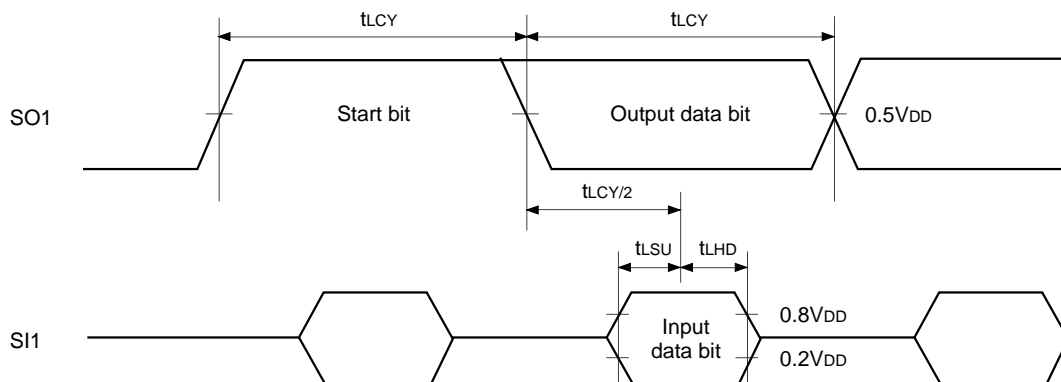 tLCY tLCY
SO1 Start bit Output data bit 0.5VDD
tLCY/2
tLSU tLHD
0.8VDD
SI1 Input
data bit
0.2VDD